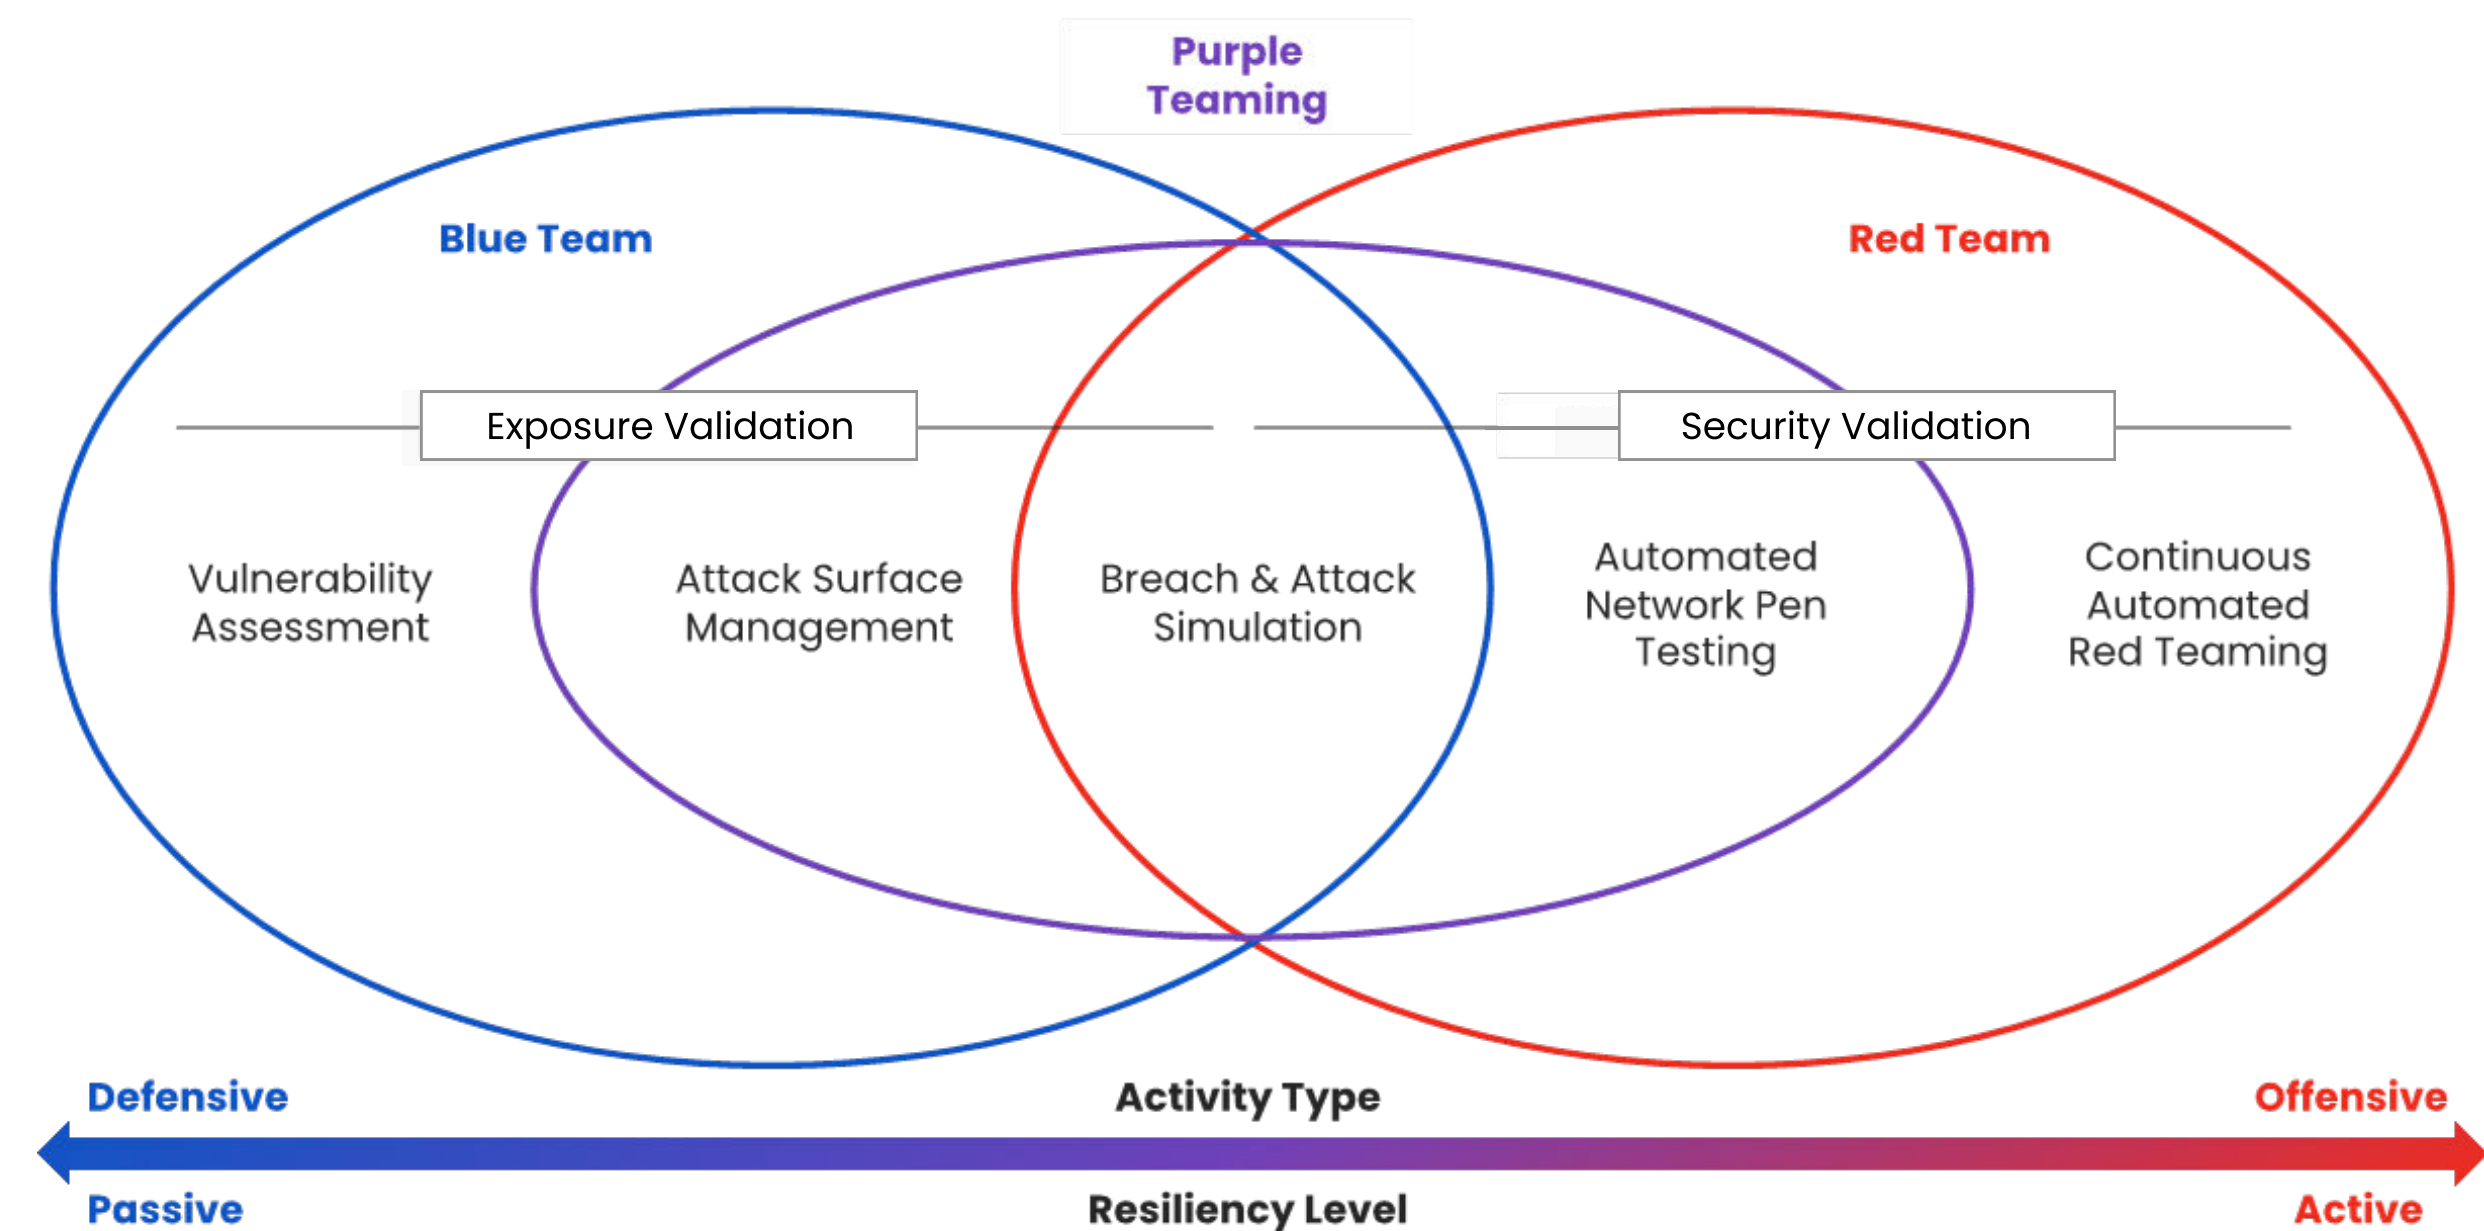 Purple
Teaming
Blue Team
Red Team
Exposure Validation
Security Validation
Vulnerability
Assessment
Attack Surface
Management
Breach & Attack
Simulation
Automated
Network Pen
Testing
Continuous
Automated
Red Teaming
Defensive
Activity Type
Offensive
Passive
Resiliency Level
Active